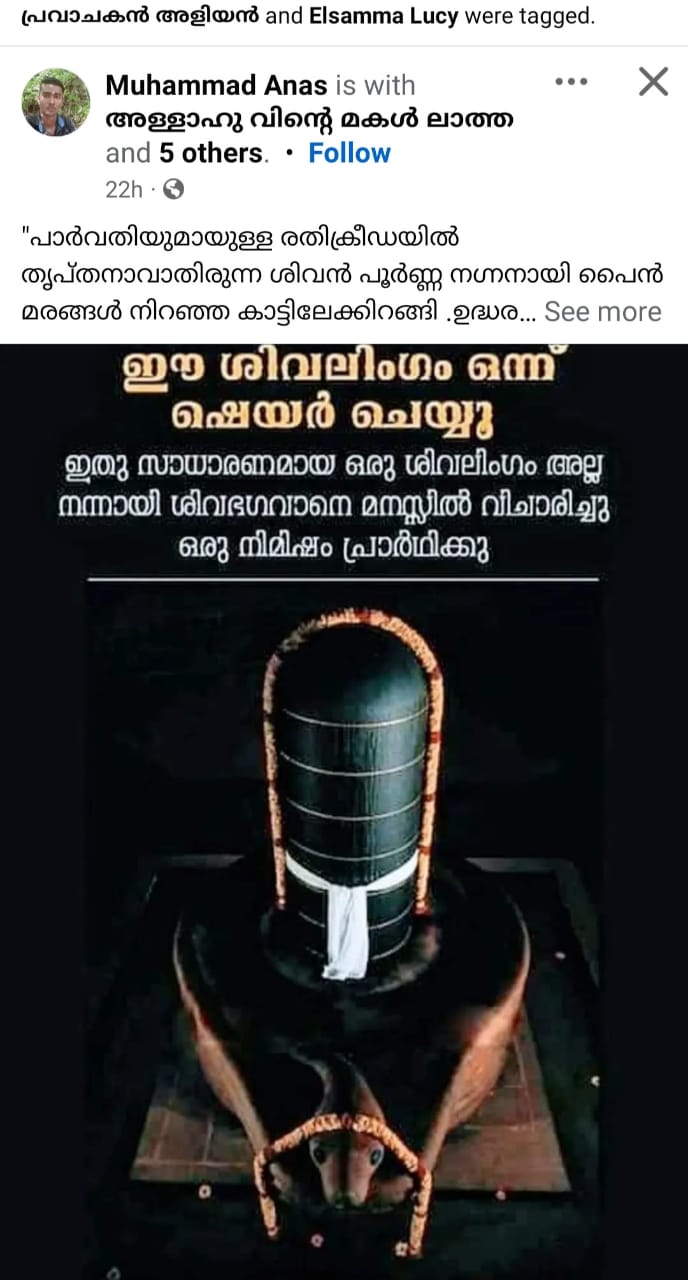 പ്രവാചകൻ അളിയൻ and Elsamma Lucy were tagged.
Muhammad Anas is with
അള്ളാഹു വിന്റെ മകൾ ലാത്ത
and 5 others. • Follow
22h ·
"പാർവതിയുമായുള്ള രതിക്രീഡയിൽ
തൃപ്തനാവാതിരുന്ന ശിവൻ പൂർണ്ണ നഗ്നനായി പൈൻ
മരങ്ങൾ നിറഞ്ഞ കാട്ടിലേക്കിറങ്ങി .ഉദ്ധര... See more
ഈ ശിവലിംഗം ഒന്ന്
ഷെയർ ചെയ്യൂ
ഇതു സാധാരണമായ ഒരു ശിവലിംഗം അല്ല
നന്നായി ശിവഭഗവാനെ മനസ്സിൽ വിചാരിച്ചു
ഒരു നിമിഷം പ്രാർഥിക്കു